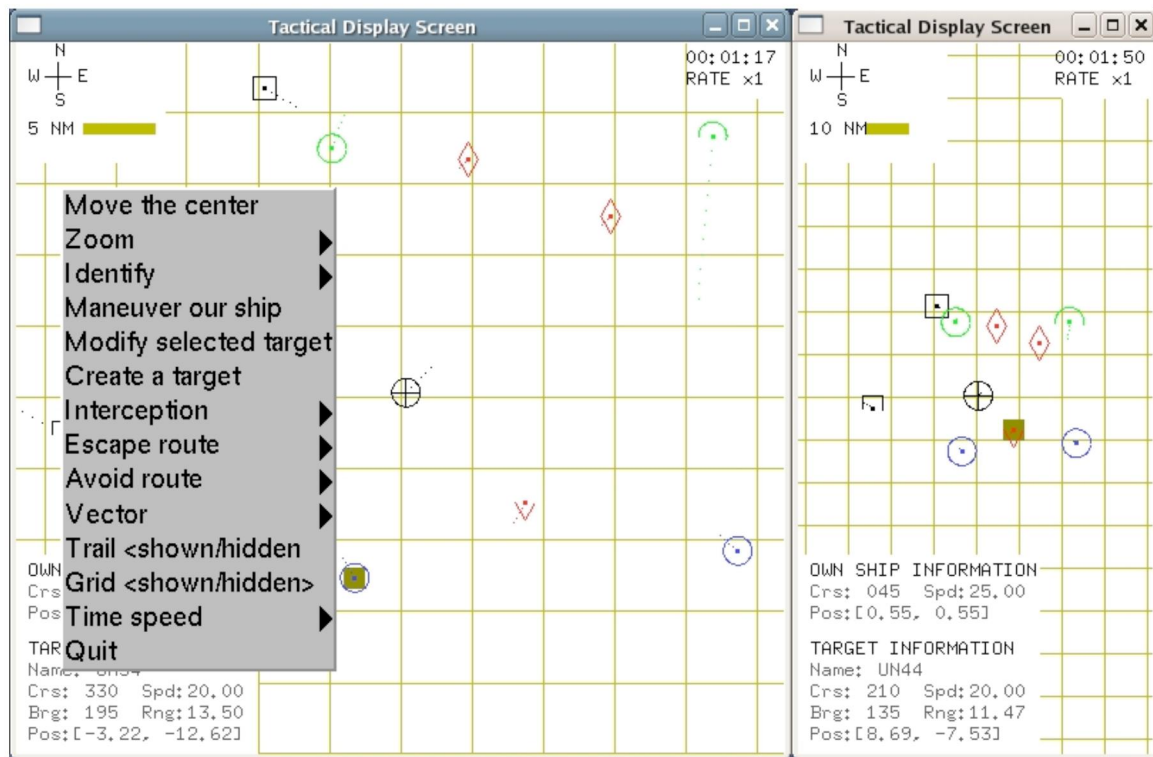 Tactical Display Screen
N
W E
S
5 NM
00:01:17
RATE x1
Move the center
Zoom
Identify
Maneuver our ship
Modify selected target
Create a target
Interception
Escape route
Avoid route
Vector
Trail <shown/hidden
Grid <shown/hidden>
Time speed
Quit
OWN
Crs
Pos
TAR
Name:
Crs: 330 Spd:20.00
Brg: 195 Rng:13.50
Pos:[-3.22, -12.62]
Tactical Display Screen
N
W E
S
10 NM
00:01:50
RATE x1
OWN SHIP INFORMATION
Crs: 045 Spd:25.00
Pos:[0.55, 0.55]
TARGET INFORMATION
Name: UN44
Crs: 210 Spd:20.00
Brg: 135 Rng:11.47
Pos:[8.69, -7.53]